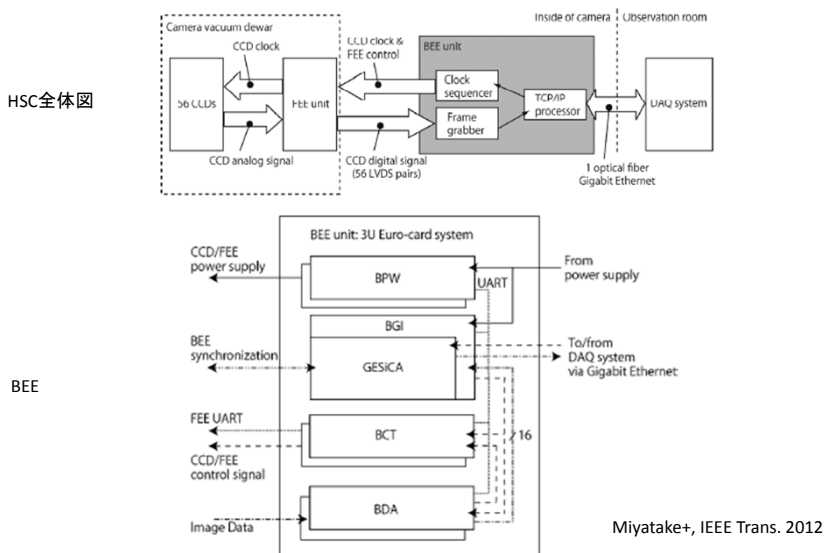 Inside of camera
Observation room
Camera vacuum dewar
CCD clock
CCD clock &
FEE control
BEE unit
HSC全体図
56 CCDs
FEE unit
Clock
sequencer
TCP/IP
processor
DAQ system
Frame
grabber
CCD analog signal
CCD digital signal
(56 LVDS pairs)
1 optical fiber
Gigabit Ethernet
BEE unit: 3U Euro-card system
CCD/FEE
power supply
BPW
From
power supply
UART
BGI
BEE
synchronization
GESiCA
To/from
DAQ system
via Gigabit Ethernet
BEE
FEE UART
BCT
16
CCD/FEE
control signal
BDA
Image Data
Miyatake+, IEEE Trans. 2012